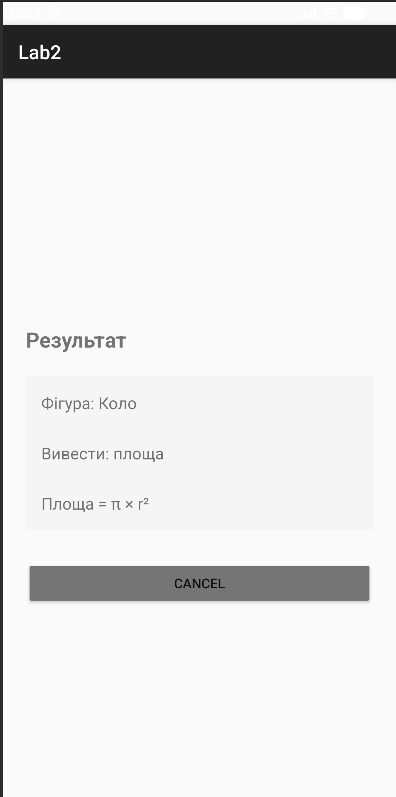 Lab2
Результат
Фігура: Коло
Вивести: площа
Площа = π × r²
CANCEL